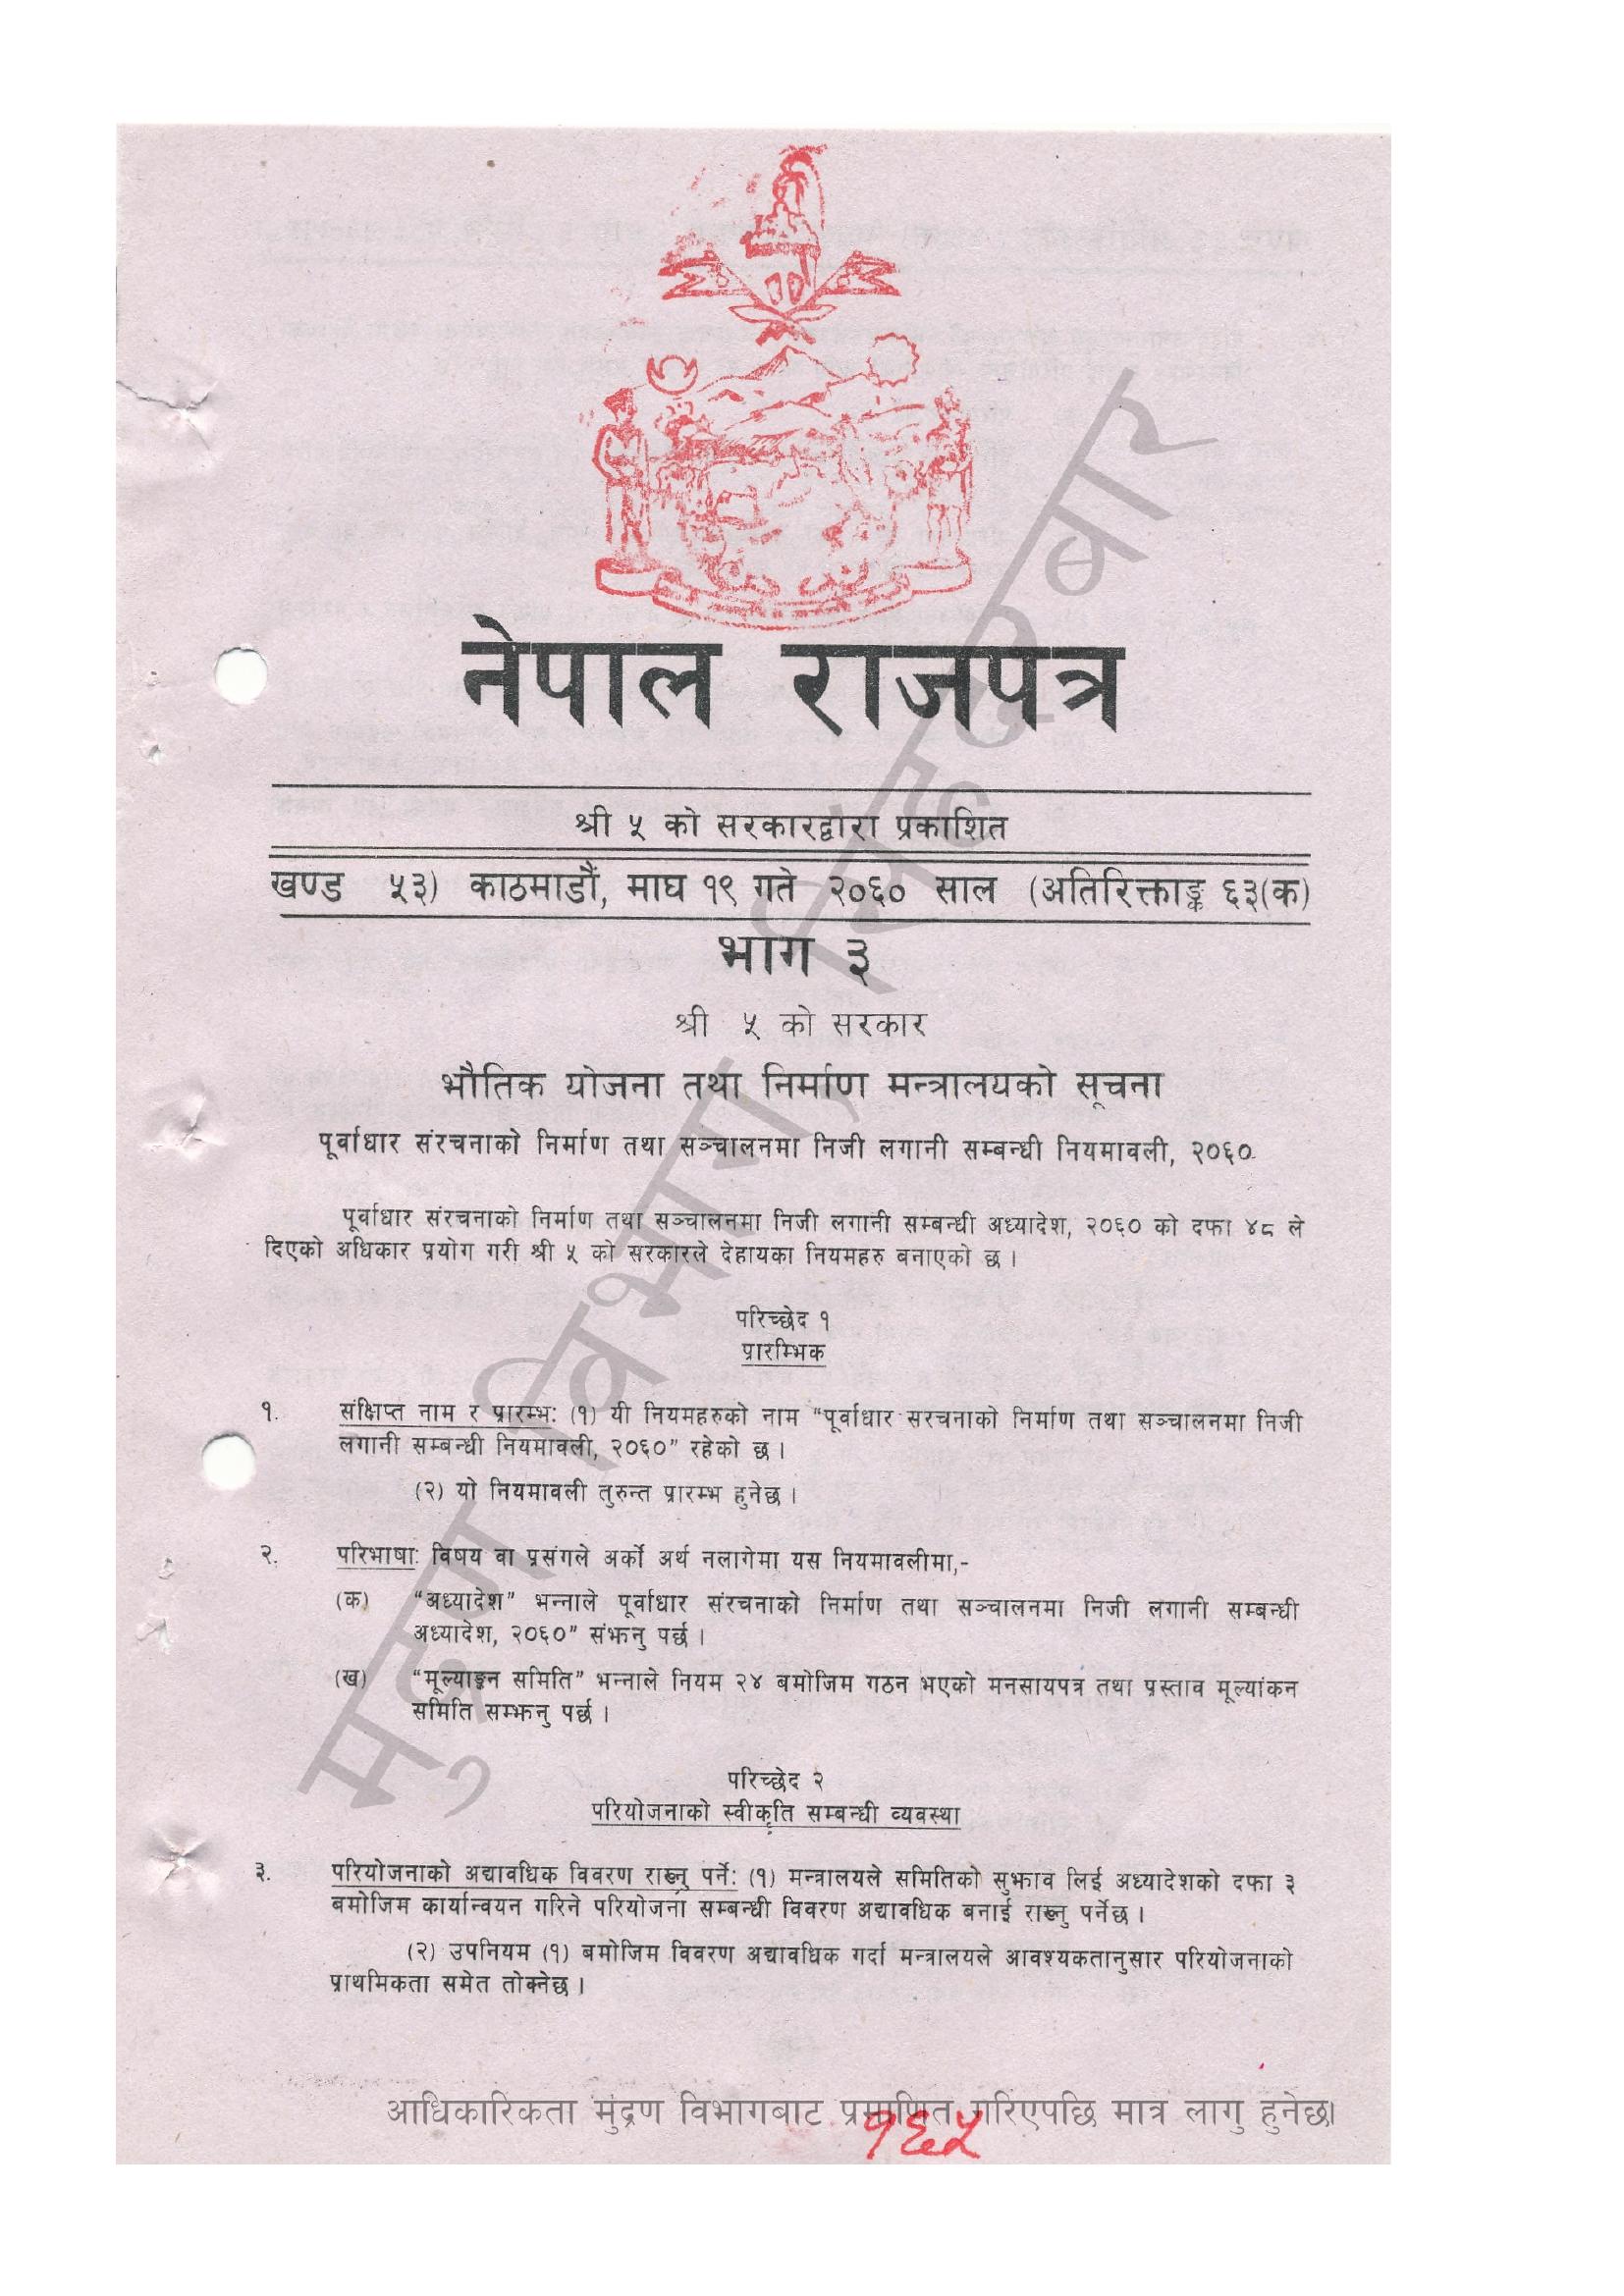 नेपाल राजपत्र
श्री ५ को सरकारद्वारा प्रकाशित
खण्ड ५३) काठमाडौं, माघ १९ गते २०६० साल (अतिरिक्ताङ्क ६३(क)
भाग ३
श्री ५ को सरकार
भौतिक योजना तथा निर्माण मन्त्रालयको सूचना
पूर्वाधार संरचनाको निर्माण तथा सञ्चालनमा निजी लगानी सम्बन्धी नियमावली, २०६०
पूर्वाधार संरचनाको निर्माण तथा सञ्चालनमा निजी लगानी सम्बन्धी अध्यादेश, २०६० को दफा ४८ ले
दिएको अधिकार प्रयोग गरी श्री ५ को सरकारले देहायका नियमहरु बनाएको छ ।
परिच्छेद १
प्रारम्भिक
१. संक्षिप्त नाम र प्रारम्भः (१) यी नियमहरुको नाम “पूर्वाधार सरचनाको निर्माण तथा सञ्चालनमा निजी
लगानी सम्बन्धी नियमावली, २०६०” रहेको छ ।
(२) यो नियमावली तुरुन्त प्रारम्भ हुनेछ ।
२. परिभाषाः विषय वा प्रसंगले अर्को अर्थ नलागेमा यस नियमावलीमा,-
(क) “अध्यादेश” भन्नाले पूर्वाधार संरचनाको निर्माण तथा सञ्चालनमा निजी लगानी सम्बन्धी
अध्यादेश, २०६०” संझनु पर्छ ।
(ख) “मूल्याङ्कन समिति” भन्नाले नियम २४ बमोजिम गठन भएको मनसायपत्र तथा प्रस्ताव मूल्यांकन
समिति सम्झनु पर्छ ।
परिच्छेद २
परियोजनाको स्वीकृति सम्बन्धी व्यवस्था
३. परियोजनाको अद्यावधिक विवरण राख्नु पर्नेः (१) मन्त्रालयले समितिको सुझाव लिई अध्यादेशको दफा ३
बमोजिम कार्यान्वयन गरिने परियोजना सम्बन्धी विवरण अद्यावधिक बनाई राख्नु पर्नेछ ।
(२) उपनियम (१) बमोजिम विवरण अद्यावधिक गर्दा मन्त्रालयले आवश्यकतानुसार परियोजनाको
प्राथमिकता समेत तोक्नेछ ।
मुद्रण विभाग, सिंहदरबार
आधिकारिकता मुद्रण विभागबाट प्रमाणित गरिएपछि मात्र लागु हुनेछ।
१६५